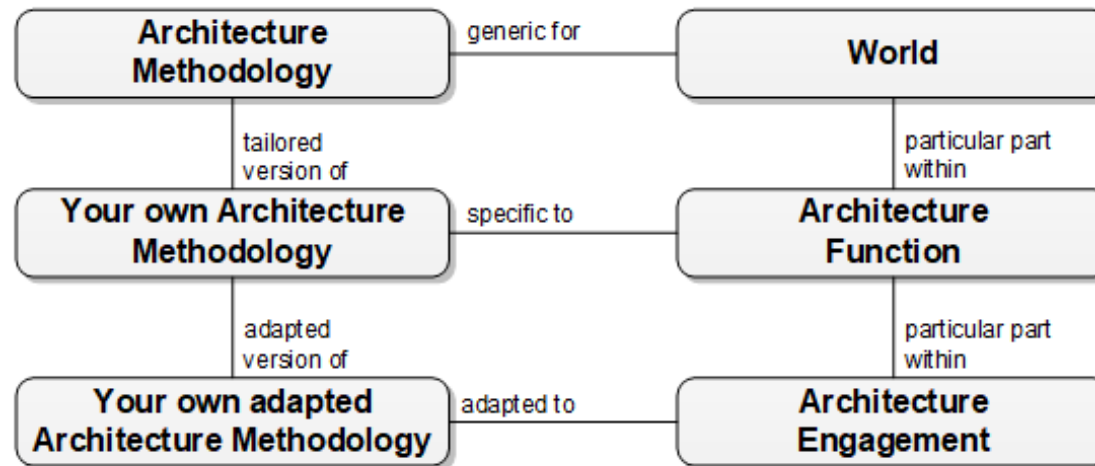 Architecture
Methodology
generic for
World
tailored
version of
particular part
within
Your own Architecture
Methodology
specific to
Architecture
Function
adapted
version of
particular part
within
Your own adapted
Architecture Methodology
adapted to
Architecture
Engagement